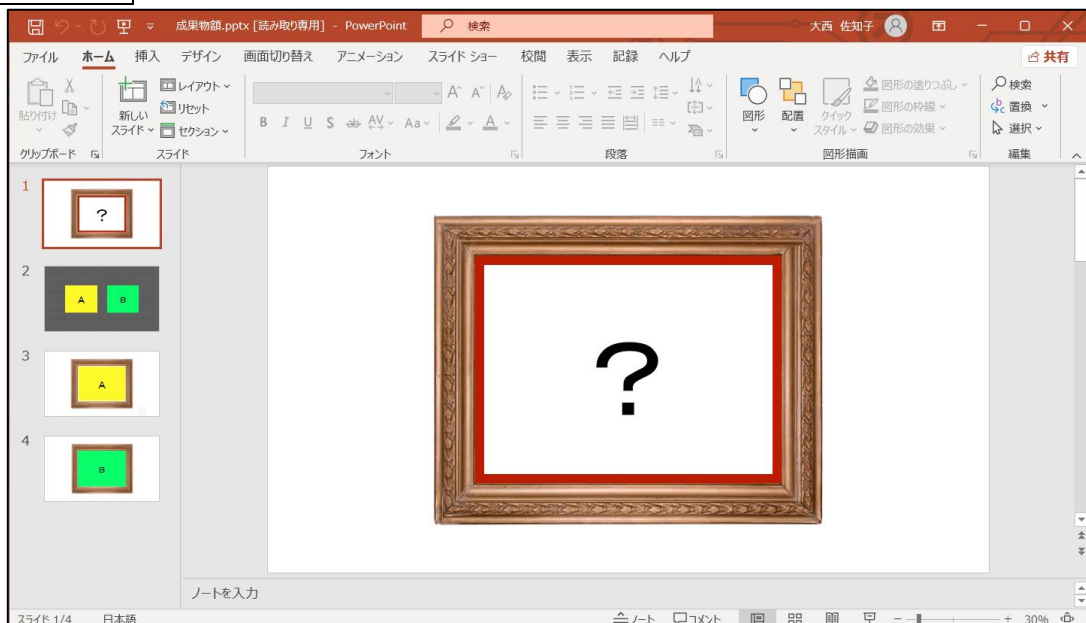 成果物額.pptx [読み取り専用] - PowerPoint 検索 大西 佐知子
ファイル ホーム 挿入 デザイン 画面切り替え アニメーション スライド ショー 校閲 表示 記録 ヘルプ 共有
貼り付け
新しい
スライド
レイアウト
リセット
セクション
B I U S ab AV Aa A
A A A
図形
配置
クイック
スタイル
図形の塗りつぶし
図形の枠線
図形の効果
検索
置換
選択
クリップボード スライド フォント 段落 図形描画 編集
1
?
2
A B
3
A
4
B
?
ノートを入力
スライド 1/4 日本語 ノート コメント 30%